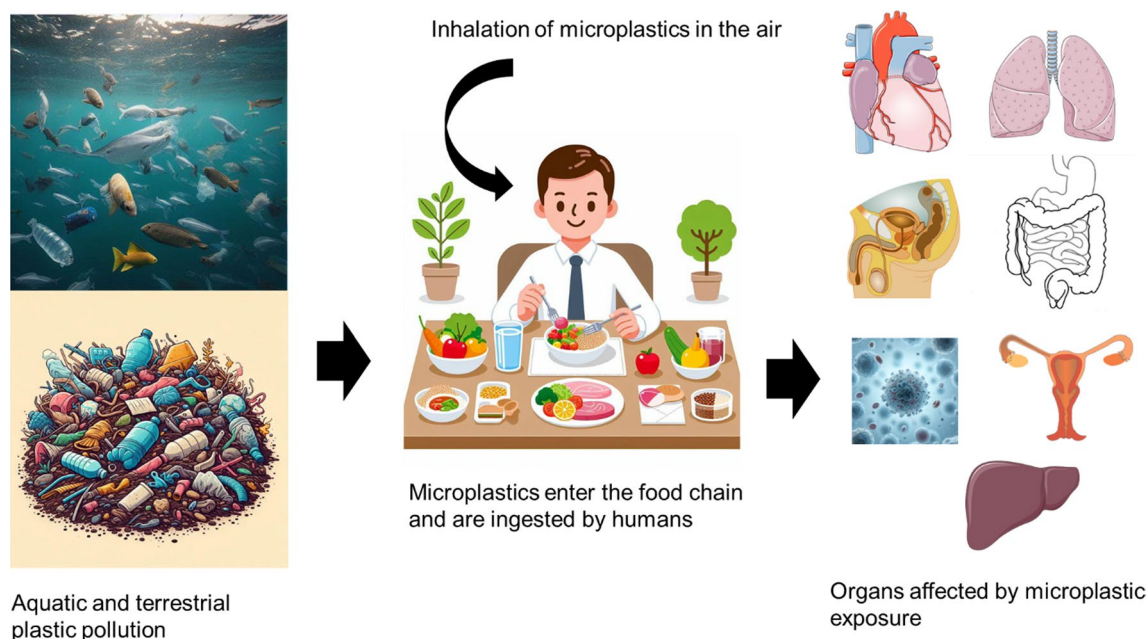 Inhalation of microplastics in the air
Microplastics enter the food chain
and are ingested by humans
Aquatic and terrestrial
plastic pollution
Organs affected by microplastic
exposure